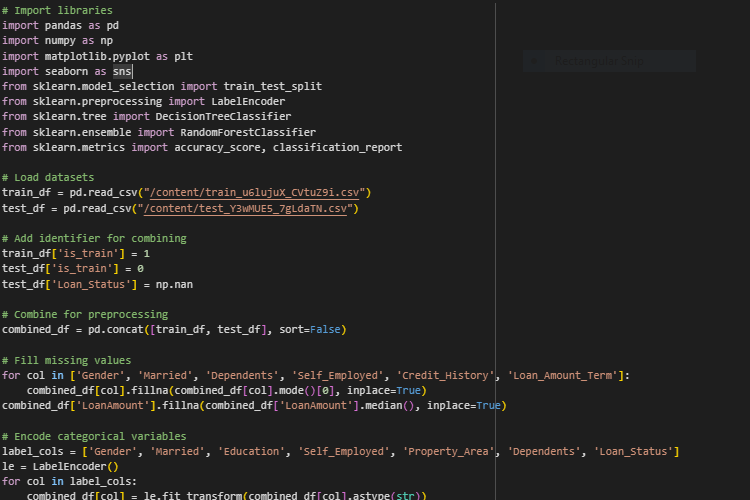 # Import libraries
import pandas as pd
import numpy as np
import matplotlib.pyplot as plt
import seaborn as sns
Rectangular Snip
from sklearn.model_selection import train_test_split
from sklearn.preprocessing import LabelEncoder
from sklearn.tree import DecisionTreeClassifier
from sklearn.ensemble import RandomForestClassifier
from sklearn.metrics import accuracy_score, classification_report
# Load datasets
train_df = pd.read_csv("/content/train_u6lujuX_CVtuZ9i.csv")
test_df = pd.read_csv("/content/test_Y3wMUE5_7gLdaTN.csv")
# Add identifier for combining
train_df['is_train'] = 1
test_df['is_train'] = 0
test_df['Loan_Status'] = np.nan
# Combine for preprocessing
combined_df = pd.concat([train_df, test_df], sort=False)
# Fill missing values
for col in ['Gender', 'Married', 'Dependents', 'Self_Employed', 'Credit_History', 'Loan_Amount_Term']:
    combined_df[col].fillna(combined_df[col].mode()[0], inplace=True)
combined_df['LoanAmount'].fillna(combined_df['LoanAmount'].median(), inplace=True)
# Encode categorical variables
label_cols = ['Gender', 'Married', 'Education', 'Self_Employed', 'Property_Area', 'Dependents', 'Loan_Status']
le = LabelEncoder()
for col in label_cols:
    combined_df[col] = le.fit_transform(combined_df[col].astype(str))